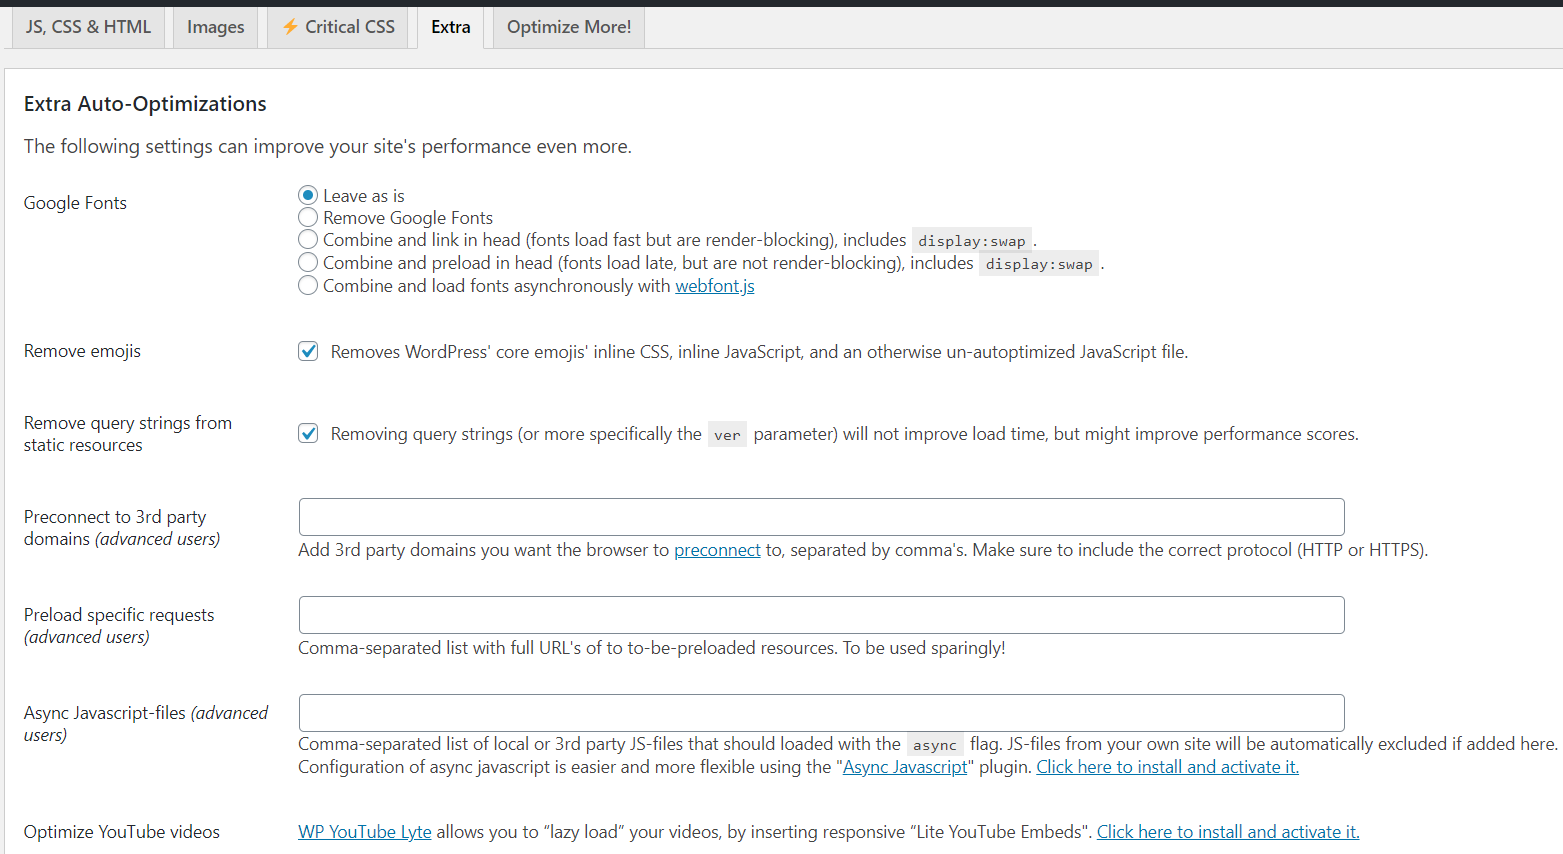 JS, CSS & HTML
Images
⚡ Critical CSS
Extra
Optimize More!
Extra Auto-Optimizations
The following settings can improve your site's performance even more.
Google Fonts
Leave as is
Remove Google Fonts
Combine and link in head (fonts load fast but are render-blocking), includes display:swap .
Combine and preload in head (fonts load late, but are not render-blocking), includes display:swap .
Combine and load fonts asynchronously with webfont.js
Remove emojis
Removes WordPress' core emojis' inline CSS, inline JavaScript, and an otherwise un-autoptimized JavaScript file.
Remove query strings from
static resources
Removing query strings (or more specifically the ver parameter) will not improve load time, but might improve performance scores.
Preconnect to 3rd party
domains (advanced users)
Add 3rd party domains you want the browser to preconnect to, separated by comma's. Make sure to include the correct protocol (HTTP or HTTPS).
Preload specific requests
(advanced users)
Comma-separated list with full URL's of to to-be-preloaded resources. To be used sparingly!
Async Javascript-files (advanced
users)
Comma-separated list of local or 3rd party JS-files that should loaded with the async flag. JS-files from your own site will be automatically excluded if added here.
Configuration of async javascript is easier and more flexible using the "Async Javascript" plugin. Click here to install and activate it.
Optimize YouTube videos
WP YouTube Lyte allows you to “lazy load” your videos, by inserting responsive “Lite YouTube Embeds". Click here to install and activate it.